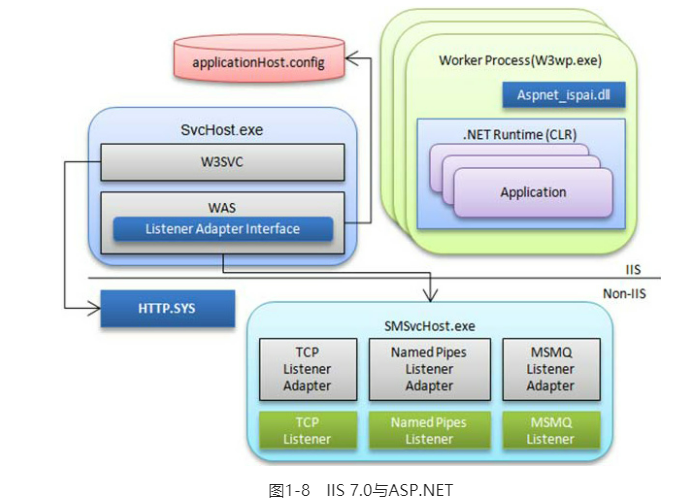 applicationHost.config
Worker Process(W3wp.exe)
Aspnet_ispai.dll
SvcHost.exe
.NET Runtime (CLR)
W3SVC
Application
WAS
Listener Adapter Interface
IIS
Non-IIS
HTTP.SYS
SMSvcHost.exe
TCP
Listener
Adapter
Named Pipes
Listener
Adapter
MSMQ
Listener
Adapter
TCP
Listener
Named Pipes
Listener
MSMQ
Listener
图1-8 IIS 7.0与ASP.NET